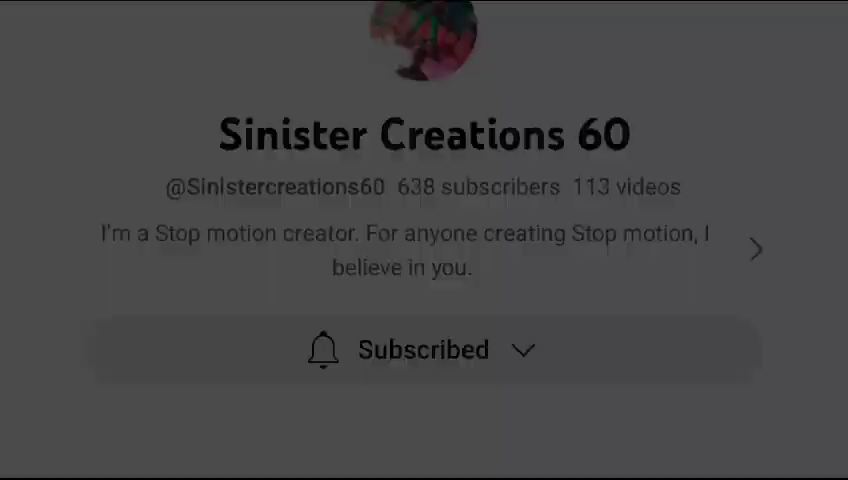 Sinister Creations 60
@Sinistercreations60 638 subscribers 113 videos
I'm a Stop motion creator. For anyone creating Stop motion, I
believe in you.
Subscribed